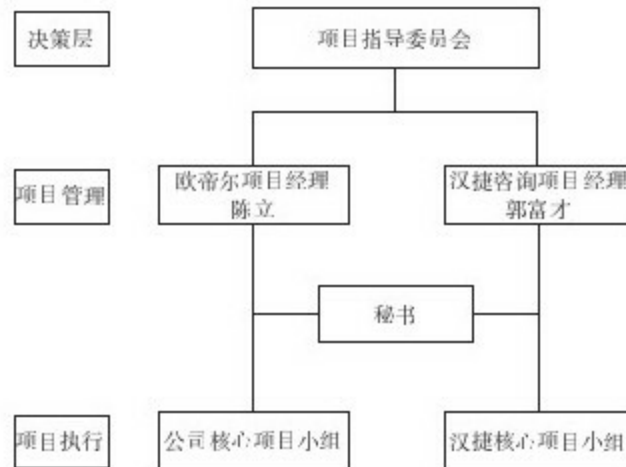 决策层
项目指导委员会
项目管理
欧帝尔项目经理
陈立
汉捷咨询项目经理
郭富才
秘书
项目执行
公司核心项目小组
汉捷核心项目小组